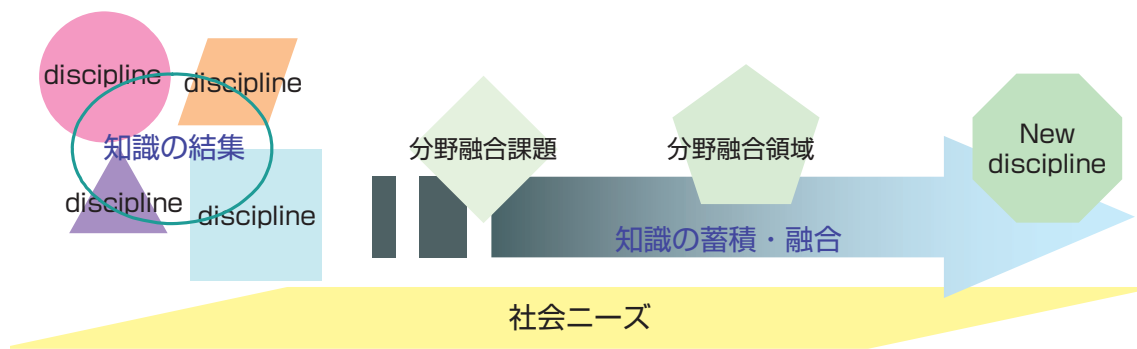 discipline
discipline
知識の結集
discipline
discipline
分野融合課題
分野融合領域
New
discipline
知識の蓄積・融合
社会ニーズ